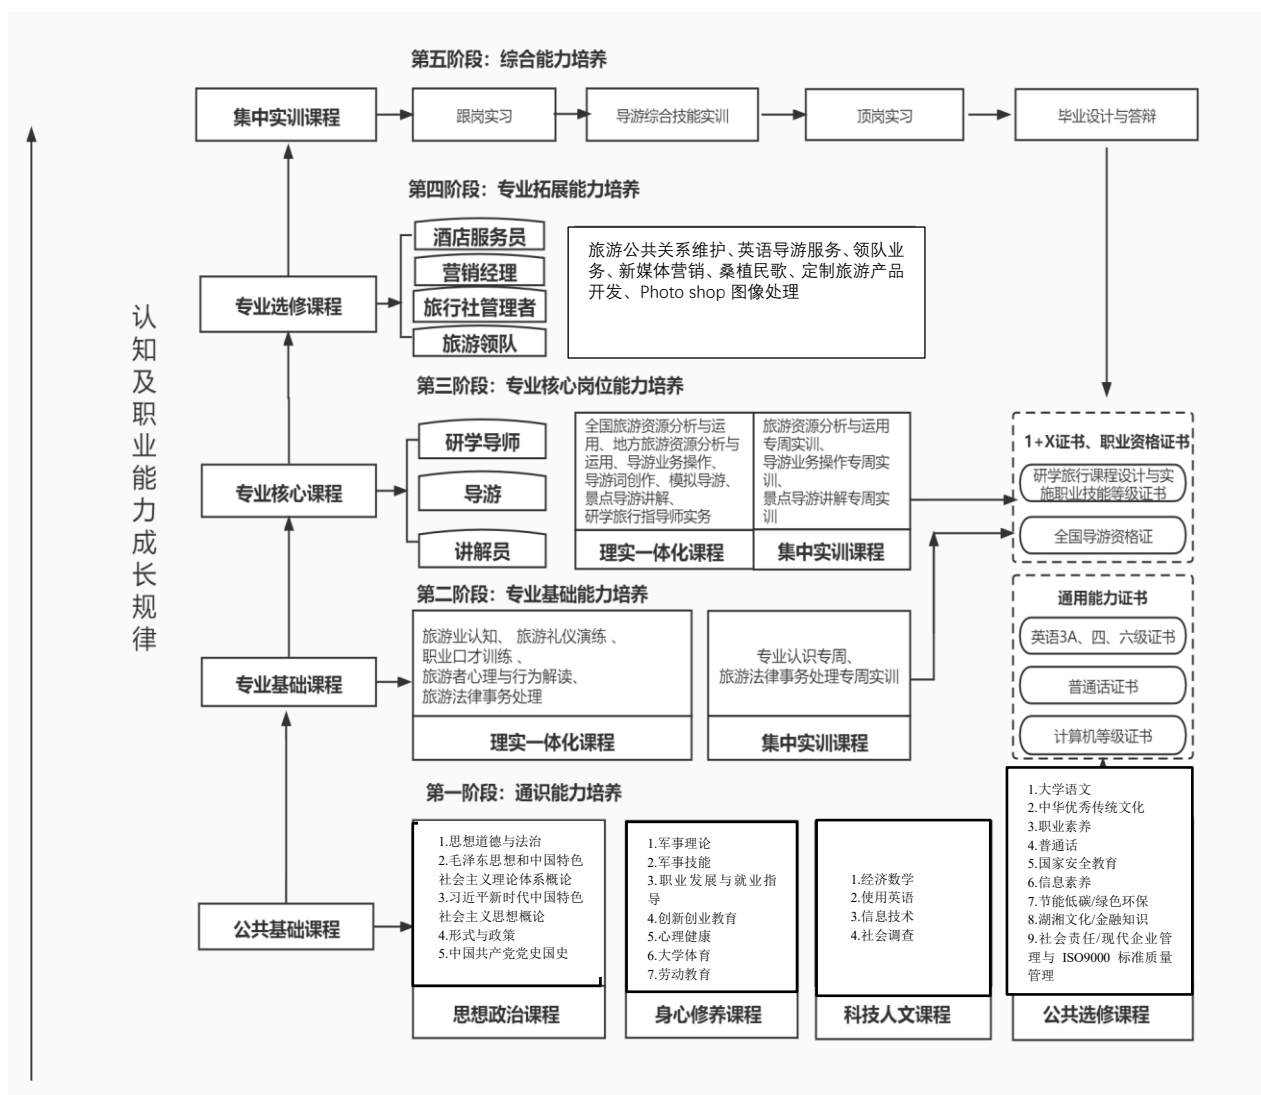 第五阶段：综合能力培养
集中实训课程
跟岗实习
导游综合技能实训
顶岗实习
毕业设计与答辩
第四阶段：专业拓展能力培养
专业选修课程
酒店服务员
营销经理
旅行社管理者
旅游领队
旅游公共关系维护、英语导游服务、领队业
务、新媒体营销、桑植民歌、定制旅游产品
开发、Photo shop 图像处理
认知及职业能力成长规律
第三阶段：专业核心岗位能力培养
专业核心课程
研学导师
导游
讲解员
全国旅游资源分析与运
用、地方旅游资源分析与
运用、导游业务操作、
导游词创作、模拟导游、
景点导游讲解、
研学旅行指导师实务
理实一体化课程
旅游资源分析与运用
专周实训、
导游业务操作专周实
训、
景点导游讲解专周实
训
集中实训课程
1+X证书、职业资格证书
研学旅行课程设计与实
施职业技能等级证书
全国导游资格证
第二阶段：专业基础能力培养
专业基础课程
旅游业认知、 旅游礼仪演练 、
职业口才训练 、
旅游者心理与行为解读、
旅游法律事务处理
理实一体化课程
专业认识专周、
旅游法律事务处理专周实训
集中实训课程
通用能力证书
英语3A、四、六级证书
普通话证书
计算机等级证书
第一阶段：通识能力培养
公共基础课程
1.思想道德与法治
2.毛泽东思想和中国特色
社会主义理论体系概论
3.习近平新时代中国特色
社会主义思想概论
4.形式与政策
5.中国共产党党史国史
思想政治课程
1.军事理论
2.军事技能
3.职业发展与就业指
导
4.创新创业教育
5.心理健康
6.大学体育
7.劳动教育
身心修养课程
1.经济数学
2.使用英语
3.信息技术
4.社会调查
科技人文课程
1.大学语文
2.中华优秀传统文化
3.职业素养
4.普通话
5.国家安全教育
6.信息素养
7.节能低碳/绿色环保
8.湖湘文化/金融知识
9.社会责任/现代企业管
理与 ISO9000 标准质量
管理
公共选修课程